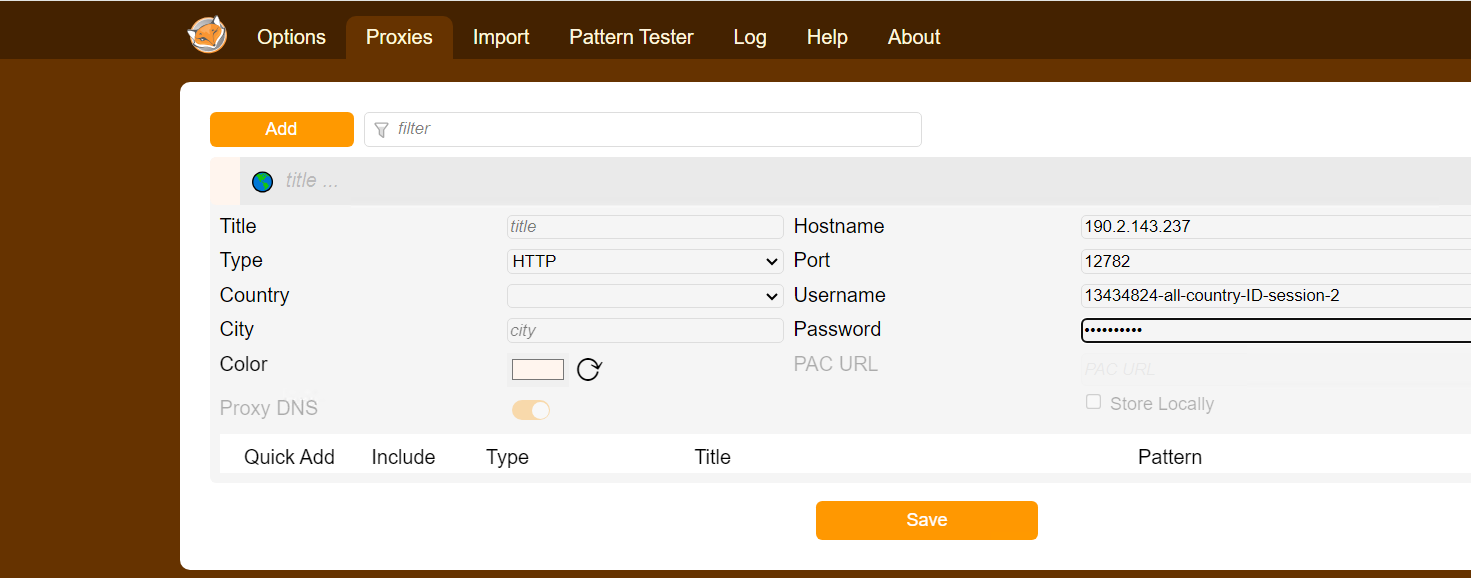 Options Proxies Import Pattern Tester Log Help About
Add filter
title ...
Title title Hostname 190.2.143.237
Type HTTP Port 12782
Country Username 13434824-all-country-ID-session-2
City city Password ••••••••••
Color PAC URL PAC URL
Proxy DNS Store Locally
Quick Add Include Type Title Pattern
Save